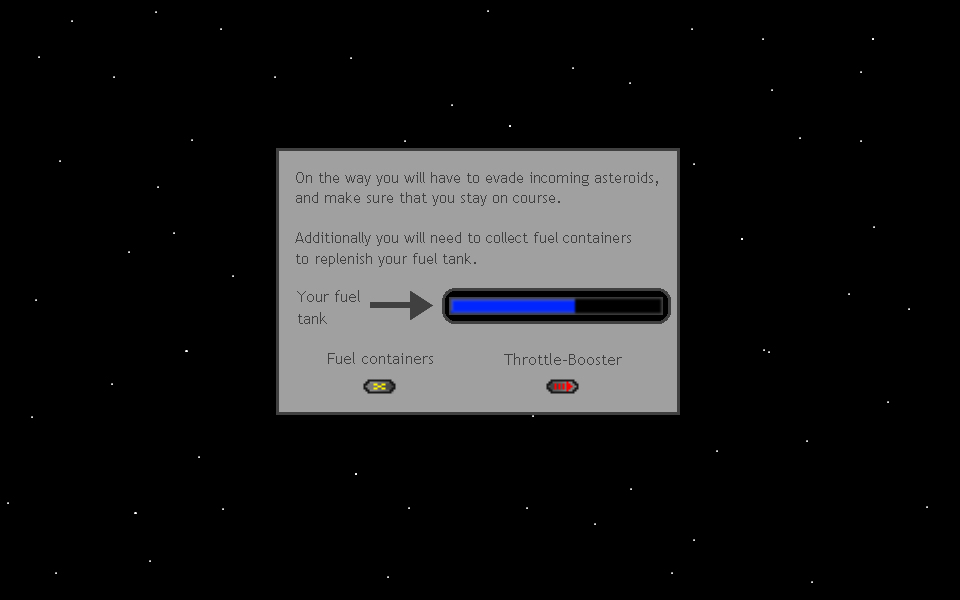 On the way you will have to evade incoming asteroids,
and make sure that you stay on course.
Additionally you will need to collect fuel containers
to replenish your fuel tank.
Your fuel
tank
Fuel containers
Throttle-Booster